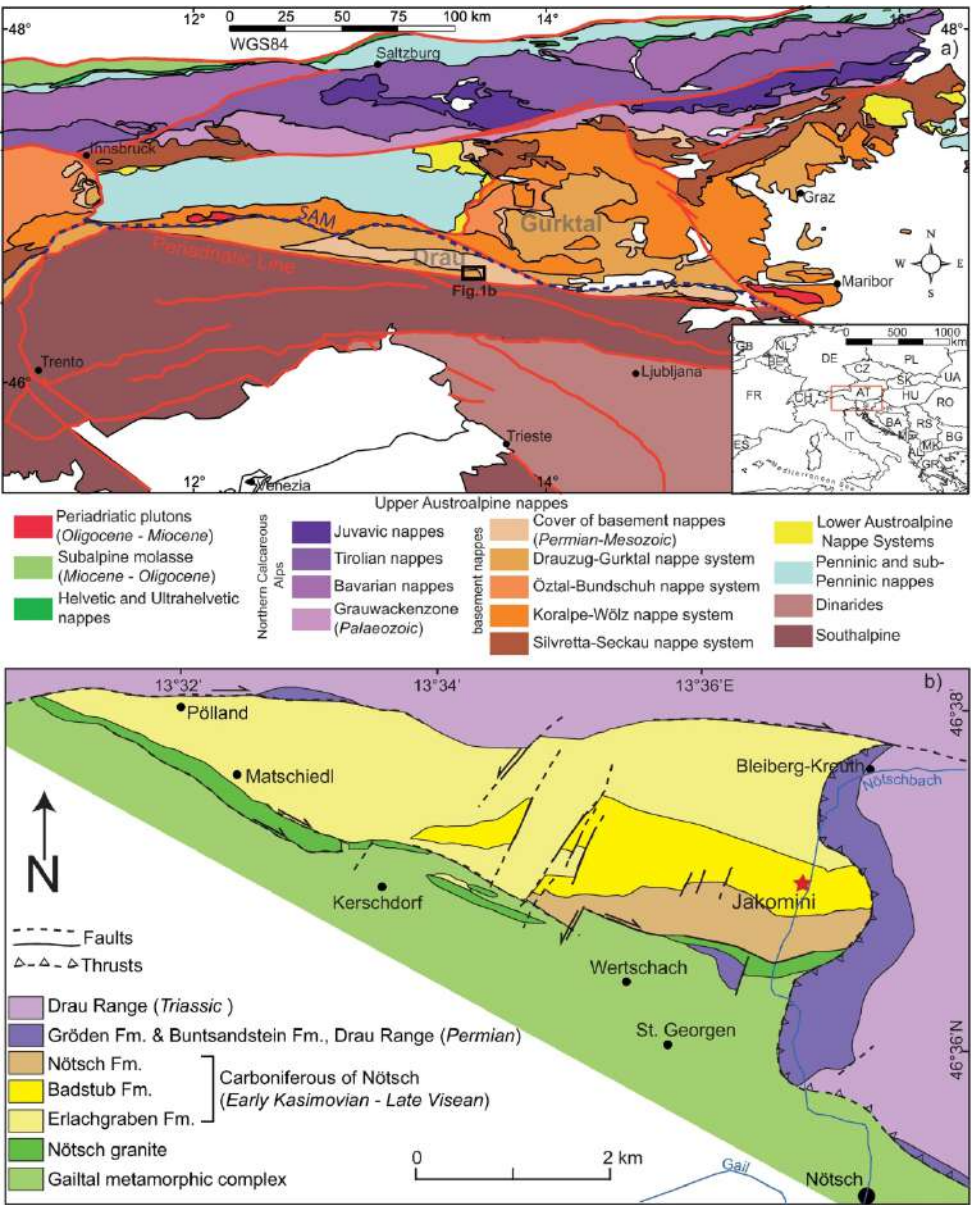 12° 0 25 50 75 100 km 14° 16°
48° WGS84 48°
Saltzburg a)
Innsbruck
Graz
SAM
Gurktal
Periadriatic Line
Drau
N
W E
S
Maribor
Fig.1b
0 500 1000
km
Trento
46°
Ljubljana
GB NL DE PL
BE CZ UA
SK
FR CH AT HU
RO
BA RS
IT BG
ES MK
AL
GR
Mediterranean Sea
Trieste
12° Venezia 14°
Periadriatic plutons
(Oligocene - Miocene)
Subalpine molasse
(Miocene - Oligocene)
Helvetic and Ultrahelvetic
nappes
Upper Austroalpine nappes
Northern Calcareous
Alps
Juvavic nappes
Tirolian nappes
Bavarian nappes
Grauwackenzone
(Palaeozoic)
basement nappes
Cover of basement nappes
(Permian-Mesozoic)
Drauzug-Gurktal nappe system
Öztal-Bundschuh nappe system
Koralpe-Wölz nappe system
Silvretta-Seckau nappe system
Lower Austroalpine
Nappe Systems
Penninic and sub-
Penninic nappes
Dinarides
Southalpine
13°32' 13°34' 13°36'E b)
46°38'
Pölland
Bleiberg-Kreuth
Matschiedl
Nötschbach
N
Kerschdorf
Jakomini
Faults
Thrusts
Wertschach
St. Georgen
46°36'N
Drau Range (Triassic )
Gröden Fm. & Buntsandstein Fm., Drau Range (Permian)
Nötsch Fm.
Badstub Fm.
Erlachgraben Fm.
Carboniferous of Nötsch
(Early Kasimovian - Late Visean)
Nötsch granite
Gailtal metamorphic complex
0 2 km
Gail
Nötsch